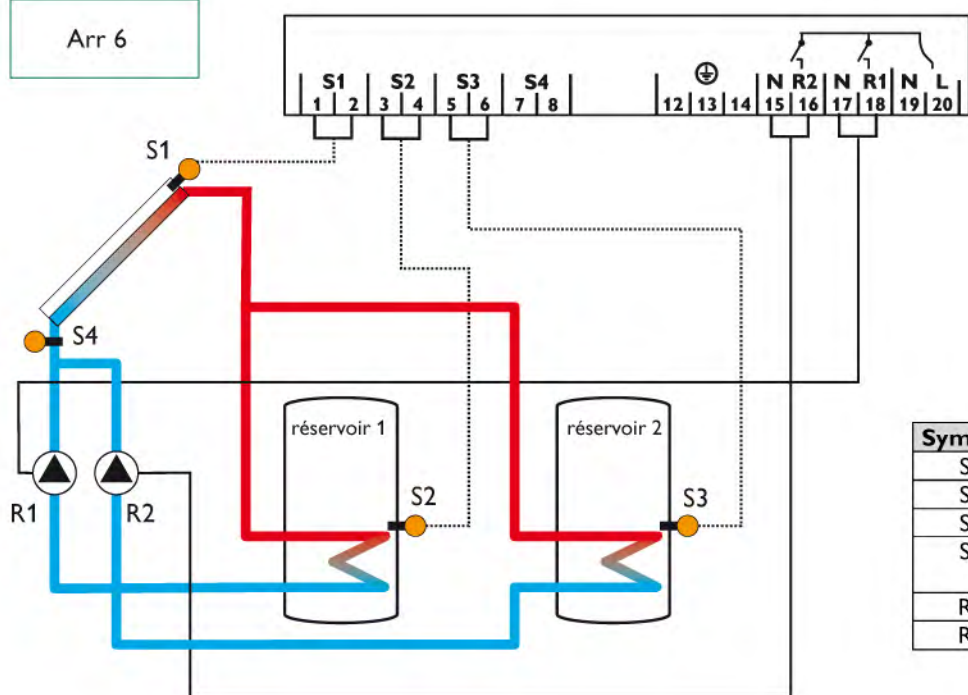 Arr 6
S1 S2 S3 S4 N R2 N R1 N L
1 2 3 4 5 6 7 8 12 13 14 15 16 17 18 19 20
S1
S4
réservoir 1
réservoir 2
S2
S3
R1
R2
Sym
S
S
S
S
R
R